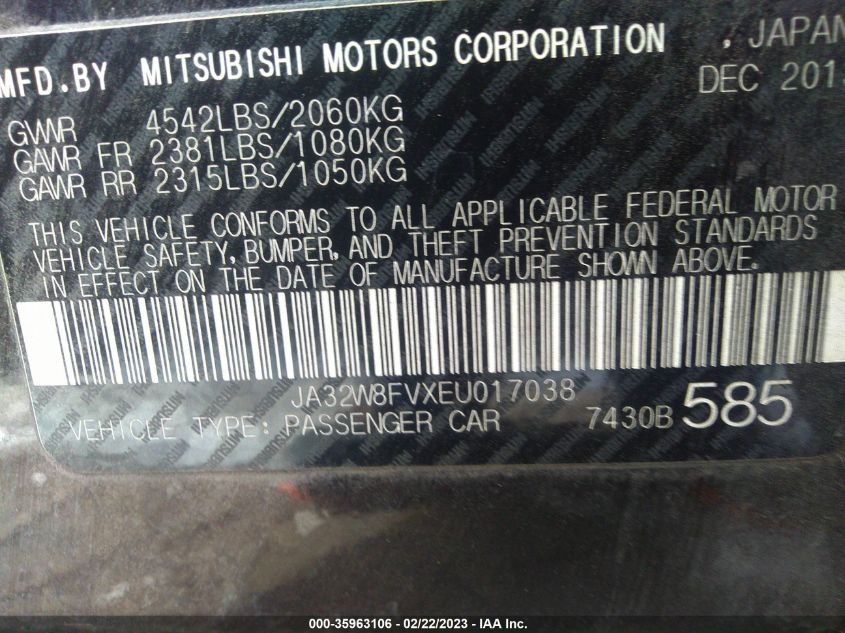 MFD.BY MITSUBISHI MOTORS CORPORATION , JAPAN
DEC 2013
GVWR 4542LBS/2060KG
GAWR FR 2381LBS/1080KG
GAWR RR 2315LBS/1050KG
THIS VEHICLE CONFORMS TO ALL APPLICABLE FEDERAL MOTOR
VEHICLE SAFETY, BUMPER, AND THEFT PREVENTION STANDARDS
IN EFFECT ON THE DATE OF MANUFACTURE SHOWN ABOVE.
JA32W8FVXEU017038
VEHICLE TYPE: PASSENGER CAR 7430B 585
000-35963106 - 02/22/2023 - IAA Inc.